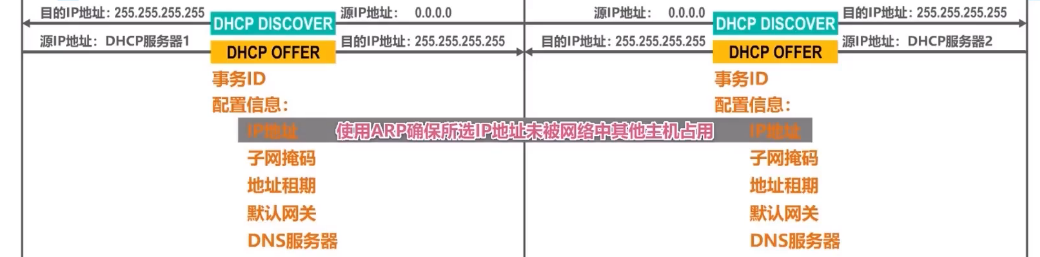 目的IP地址: 255.255.255.255 DHCP DISCOVER 源IP地址: 0.0.0.0 源IP地址: 0.0.0.0 DHCP DISCOVER 目的IP地址: 255.255.255.255
源IP地址: DHCP服务器1 DHCP OFFER 目的IP地址: 255.255.255.255 目的IP地址: 255.255.255.255 DHCP OFFER 源IP地址: DHCP服务器2
事务ID 事务ID
配置信息: 配置信息:
IP地址 使用ARP确保所选IP地址未被网络中其他主机占用 IP地址
子网掩码 子网掩码
地址租期 地址租期
默认网关 默认网关
DNS服务器 DNS服务器